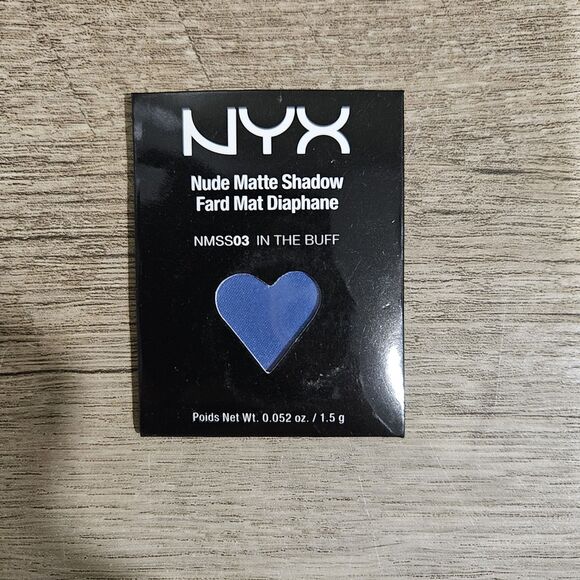 NYX
Nude Matte Shadow
Fard Mat Diaphane
NMSS03 IN THE BUFF
Poids Net Wt. 0.052 oz. / 1.5 g